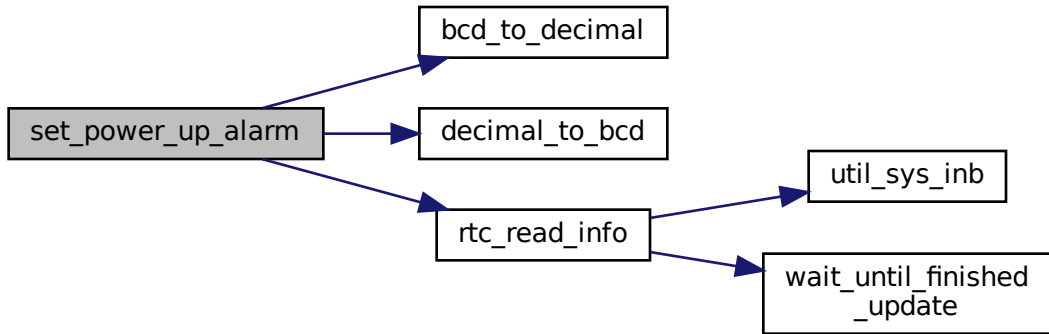 bcd_to_decimal
set_power_up_alarm
decimal_to_bcd
util_sys_inb
rtc_read_info
wait_until_finished
_update